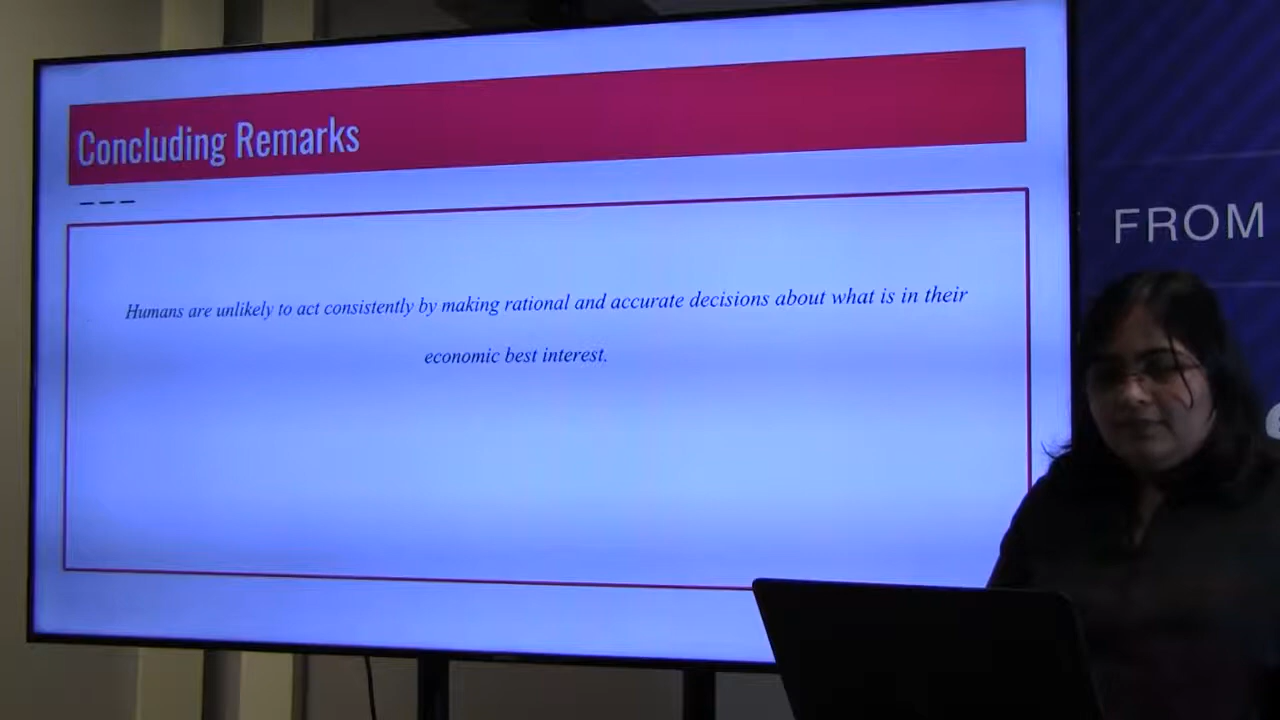 Concluding Remarks
Humans are unlikely to act consistently by making rational and accurate decisions about what is in their
economic best interest.
FROM